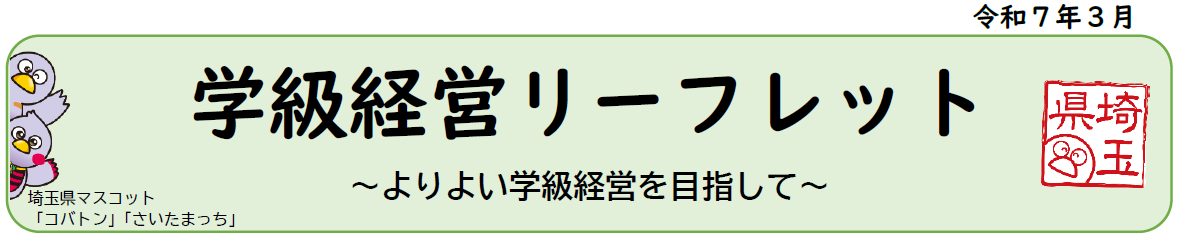 令和７年３月
学級経営リーフレット
～よりよい学級経営を目指して～
埼玉県マスコット
「コバトン」「さいたまっち」
埼玉県